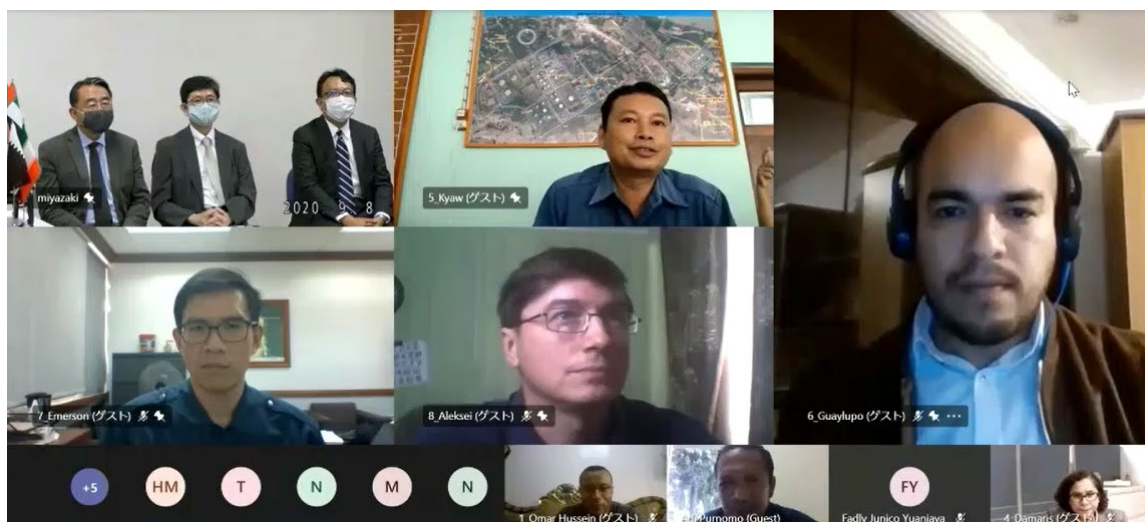 miyazaki
2020 9 8
5_Kyaw (ゲスト)
7_Emerson (ゲスト)
8_Aleksei (ゲスト)
6_Guaylupo (ゲスト)
+5
HM
T
N
M
N
1_Omar Hussein (ゲスト)
Purnomo (Guest)
FY
Fadly Junico Yuanjaya
4_Damaris (ゲスト)